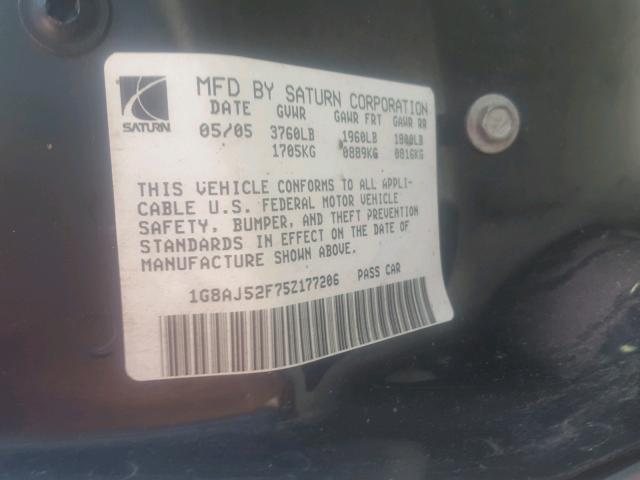 SATURN
MFD BY SATURN CORPORATION
DATE GVWR GAWR FRT GAWR RR
05/05 3760LB 1960LB 1800LB
1705KG 0889KG 0816KG
THIS VEHICLE CONFORMS TO ALL APPLI-
CABLE U.S. FEDERAL MOTOR VEHICLE
SAFETY, BUMPER, AND THEFT PREVENTION
STANDARDS IN EFFECT ON THE DATE OF
MANUFACTURE SHOWN ABOVE.
1G8AJ52F75Z177206 PASS CAR